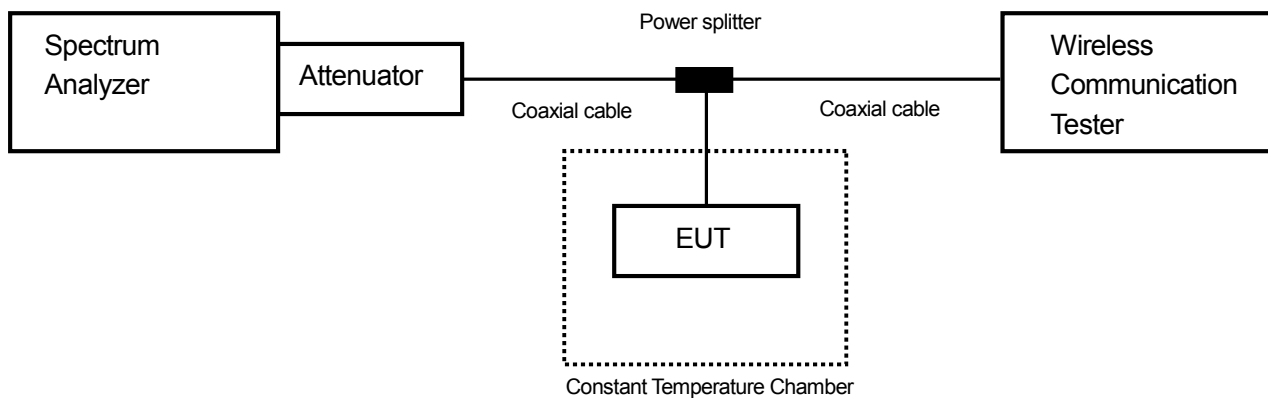 Power splitter
Spectrum
Analyzer
Attenuator
Wireless
Communication
Tester
Coaxial cable
Coaxial cable
EUT
Constant Temperature Chamber